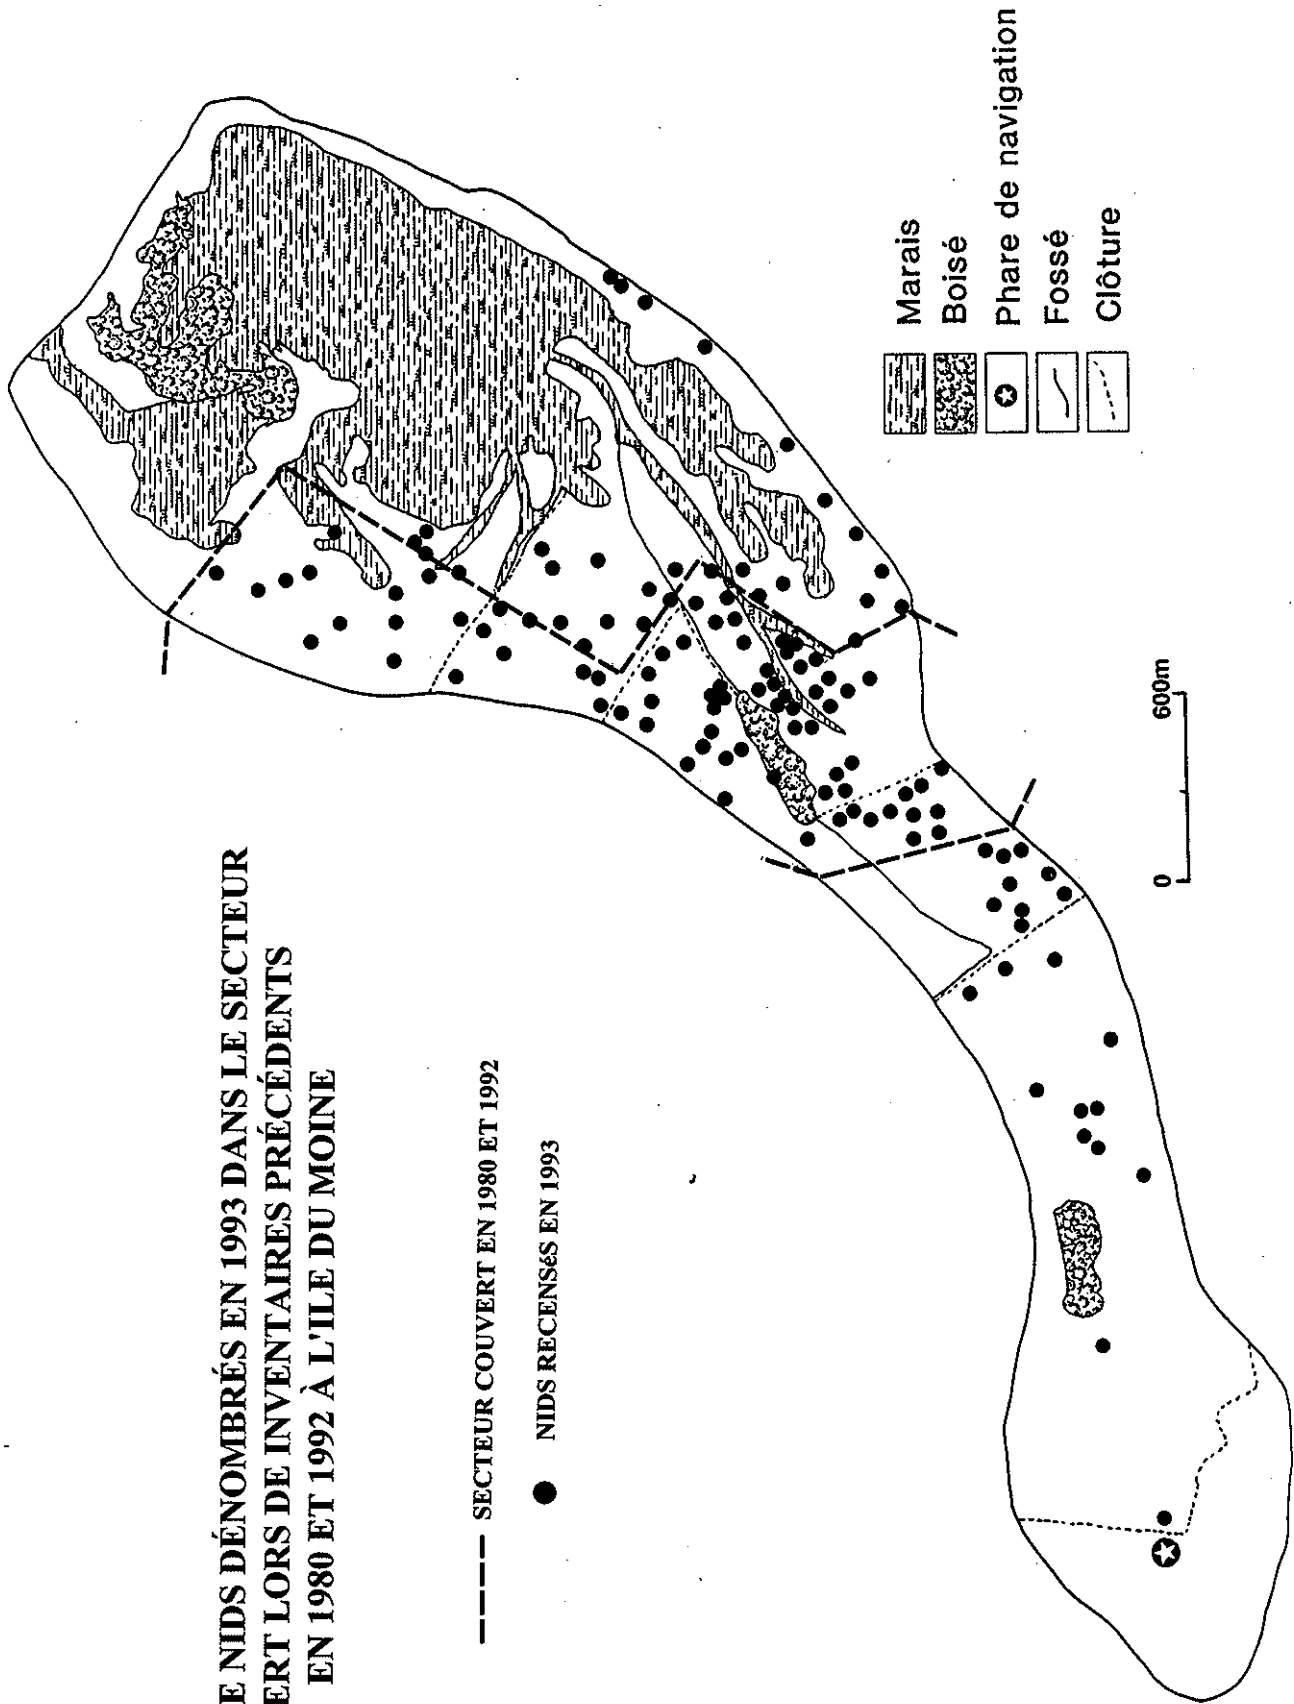 E NIDS DÉNOMBRÉS EN 1993 DANS LE SECTEUR
ERT LORS DE INVENTAIRES PRÉCÉDENTS
EN 1980 ET 1992 À L'ILE DU MOINE
SECTEUR COUVERT EN 1980 ET 1992
NIDS RECENSéS EN 1993
Marais
Boisé
Phare de navigation
Fossé
Clôture
0 600m